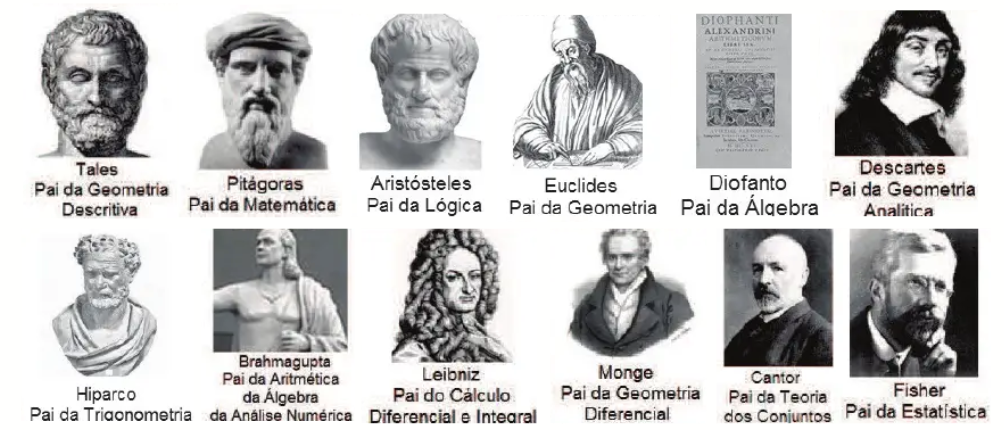 Tales
Pai da Geometria
Descritiva
Pitágoras
Pai da Matemática
Aristósteles
Pai da Lógica
Euclides
Pai da Geometria
DIOPHANTI
ALEXANDRINI
Diofanto
Pai da Álgebra
Descartes
Pai da Geometria
Analítica
Hiparco
Pai da Trigonometria
Brahmagupta
Pai da Aritmética
da Álgebra
da Análise Numérica
Leibniz
Pai do Cálculo
Diferencial e Integral
Monge
Pai da Geometria
Diferencial
Cantor
Pai da Teoria
dos Conjuntos
Fisher
Pai da Estatística